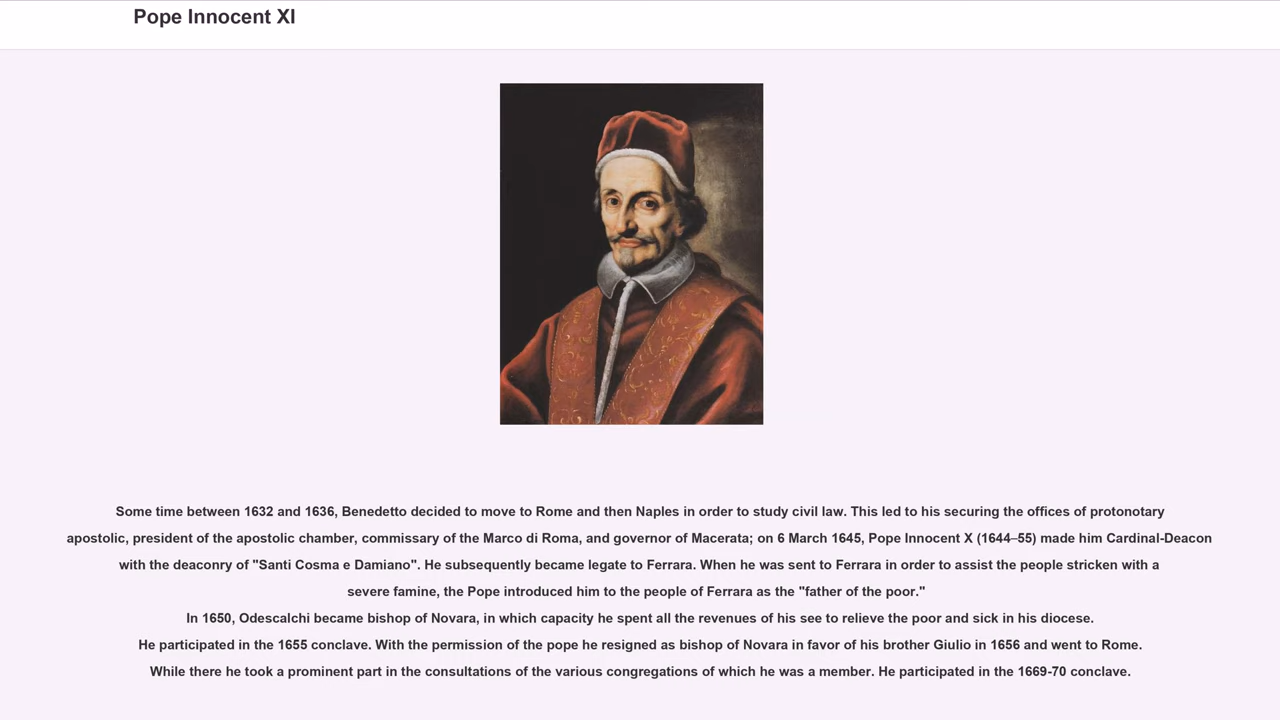 Pope Innocent XI
Some time between 1632 and 1636, Benedetto decided to move to Rome and then Naples in order to study civil law. This led to his securing the offices of protonotary
apostolic, president of the apostolic chamber, commissary of the Marco di Roma, and governor of Macerata; on 6 March 1645, Pope Innocent X (1644–55) made him Cardinal-Deacon
with the deaconry of "Santi Cosma e Damiano". He subsequently became legate to Ferrara. When he was sent to Ferrara in order to assist the people stricken with a
severe famine, the Pope introduced him to the people of Ferrara as the "father of the poor."
In 1650, Odescalchi became bishop of Novara, in which capacity he spent all the revenues of his see to relieve the poor and sick in his diocese.
He participated in the 1655 conclave. With the permission of the pope he resigned as bishop of Novara in favor of his brother Giulio in 1656 and went to Rome.
While there he took a prominent part in the consultations of the various congregations of which he was a member. He participated in the 1669-70 conclave.